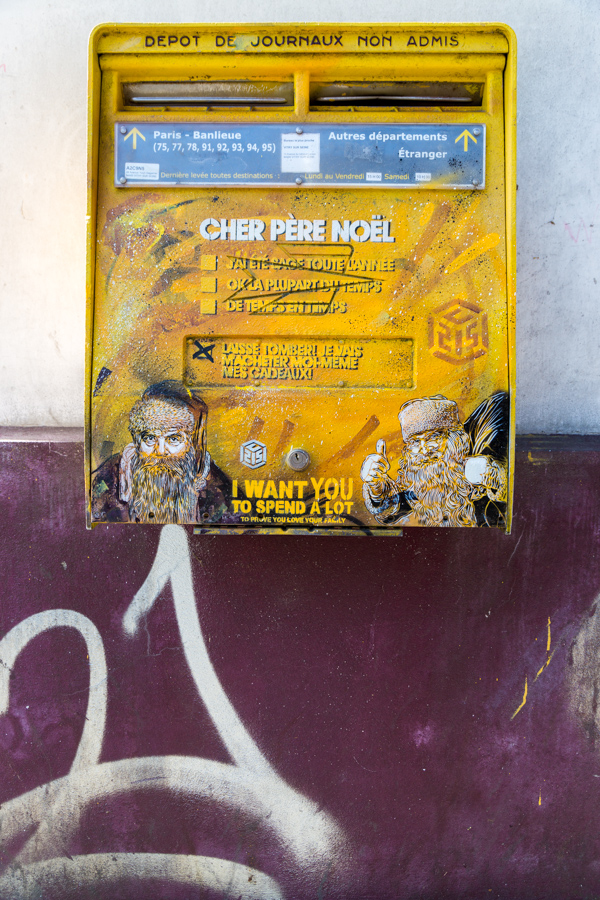 DEPOT DE JOURNAUX NON ADMIS
Paris - Banlieue
(75, 77, 78, 91, 92, 93, 94, 95)
Autres départements
Étranger
Dernière levée toutes destinations :
Lundi au Vendredi
Samedi
CHER PÈRE NOËL
J'AI ÉTÉ SAGE TOUTE L'ANNÉE
OK LA PLUPART DU TEMPS
DE TEMPS EN TEMPS
LAISSE TOMBER! JE VAIS
M'ACHETER MOI-MÊME
MES CADEAUX!
C215
I WANT YOU
TO SPEND A LOT
TO PROVE YOU LOVE YOUR FAMILY